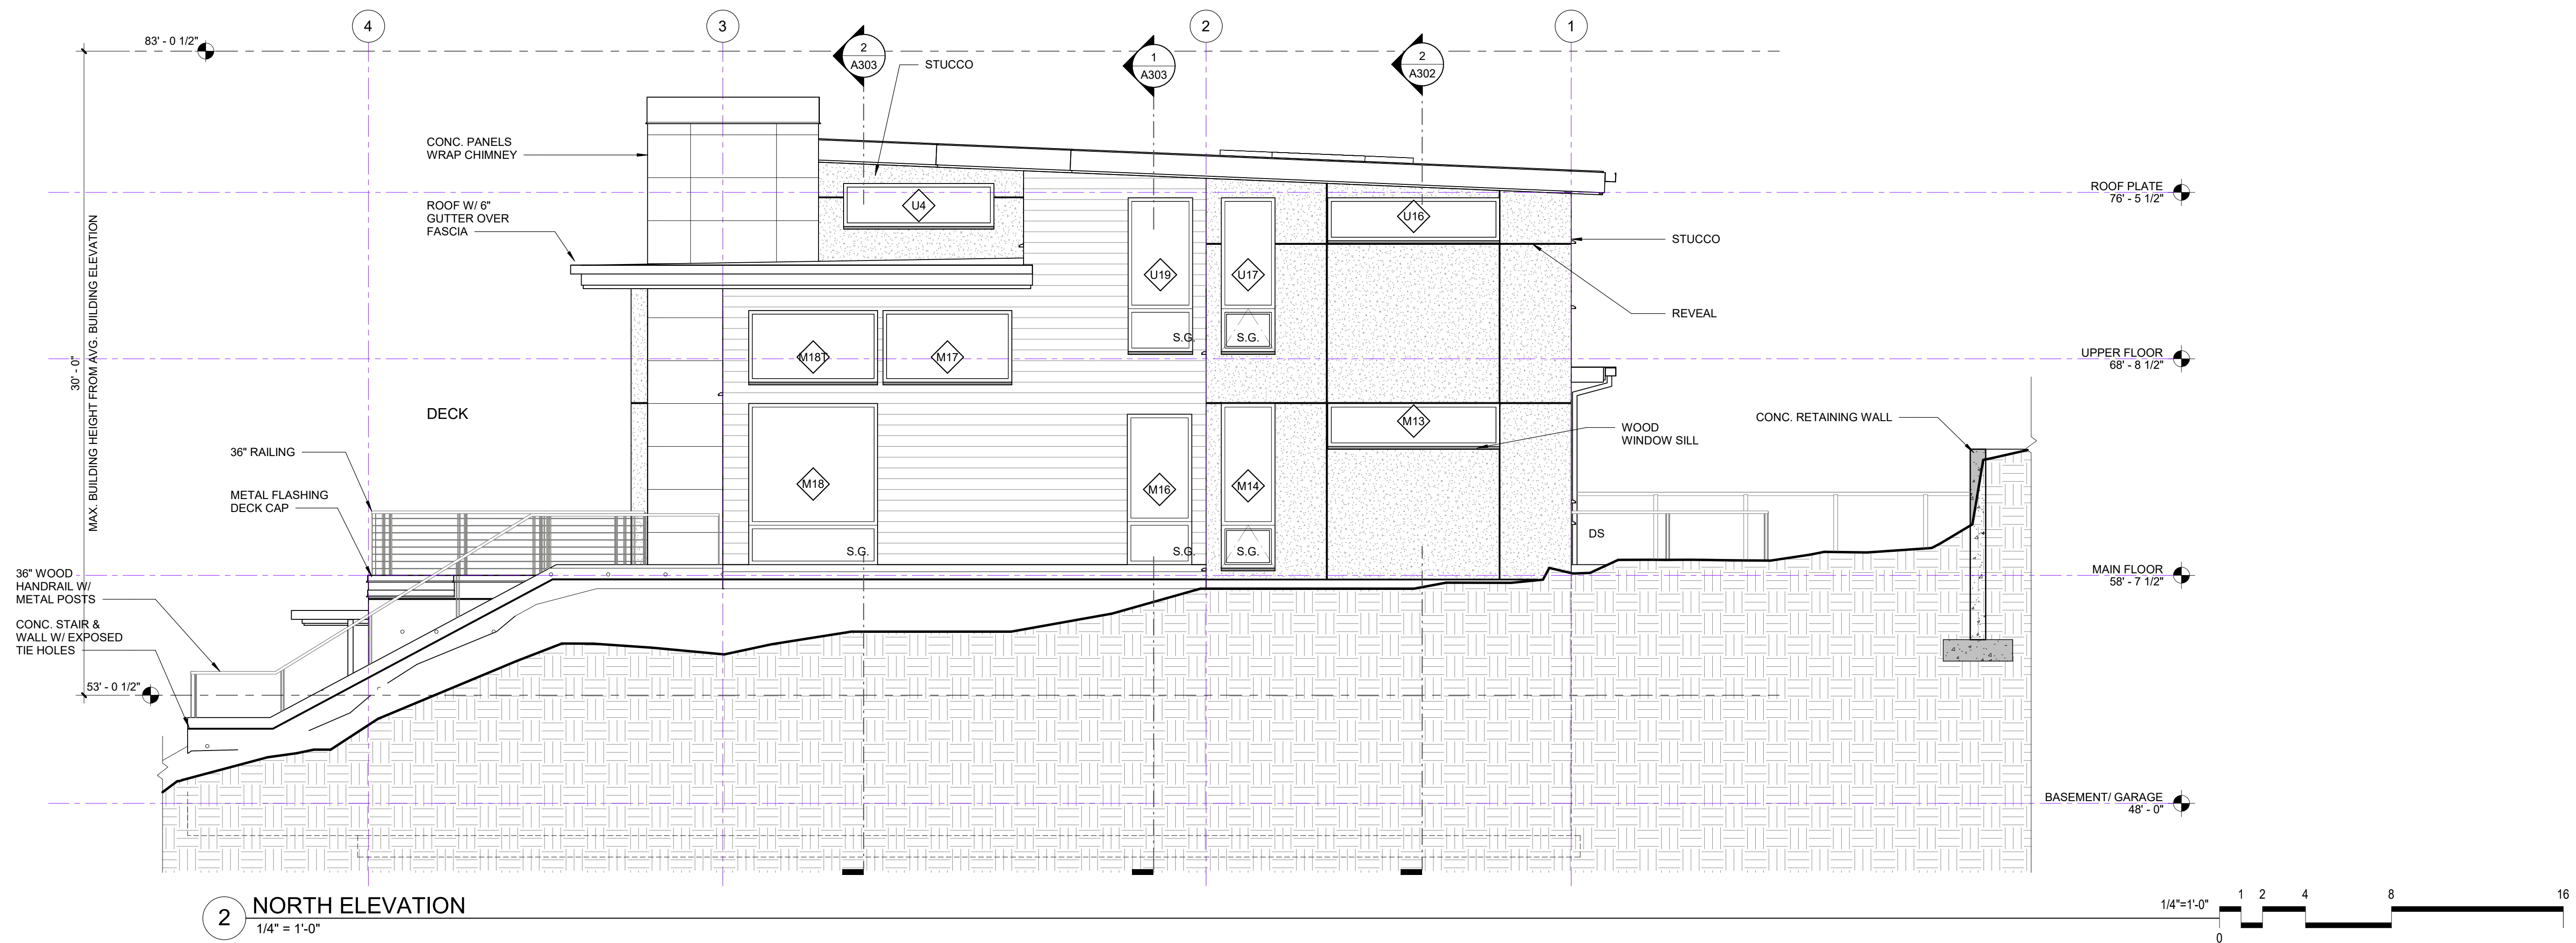 4
3
2
1
83' - 0 1/2"
2
A303
1
A303
2
A302
STUCCO
CONC. PANELS
WRAP CHIMNEY
ROOF PLATE
76' - 5 1/2"
ROOF W/ 6"
GUTTER OVER
FASCIA
U4
U16
STUCCO
U19
U17
REVEAL
S.G.
S.G.
M18T
M17
UPPER FLOOR
68' - 8 1/2"
30' - 0"
MAX. BUILDING HEIGHT FROM AVG. BUILDING ELEVATION
DECK
M13
WOOD
WINDOW SILL
CONC. RETAINING WALL
36" RAILING
M18
M16
M14
METAL FLASHING
DECK CAP
DS
S.G.
S.G.
S.G.
36" WOOD
HANDRAIL W/
METAL POSTS
MAIN FLOOR
58' - 7 1/2"
CONC. STAIR &
WALL W/ EXPOSED
TIE HOLES
53' - 0 1/2"
BASEMENT/ GARAGE
48' - 0"
2
NORTH ELEVATION
1/4" = 1'-0"
1/4"=1'-0"
1 2 4 8 16
0